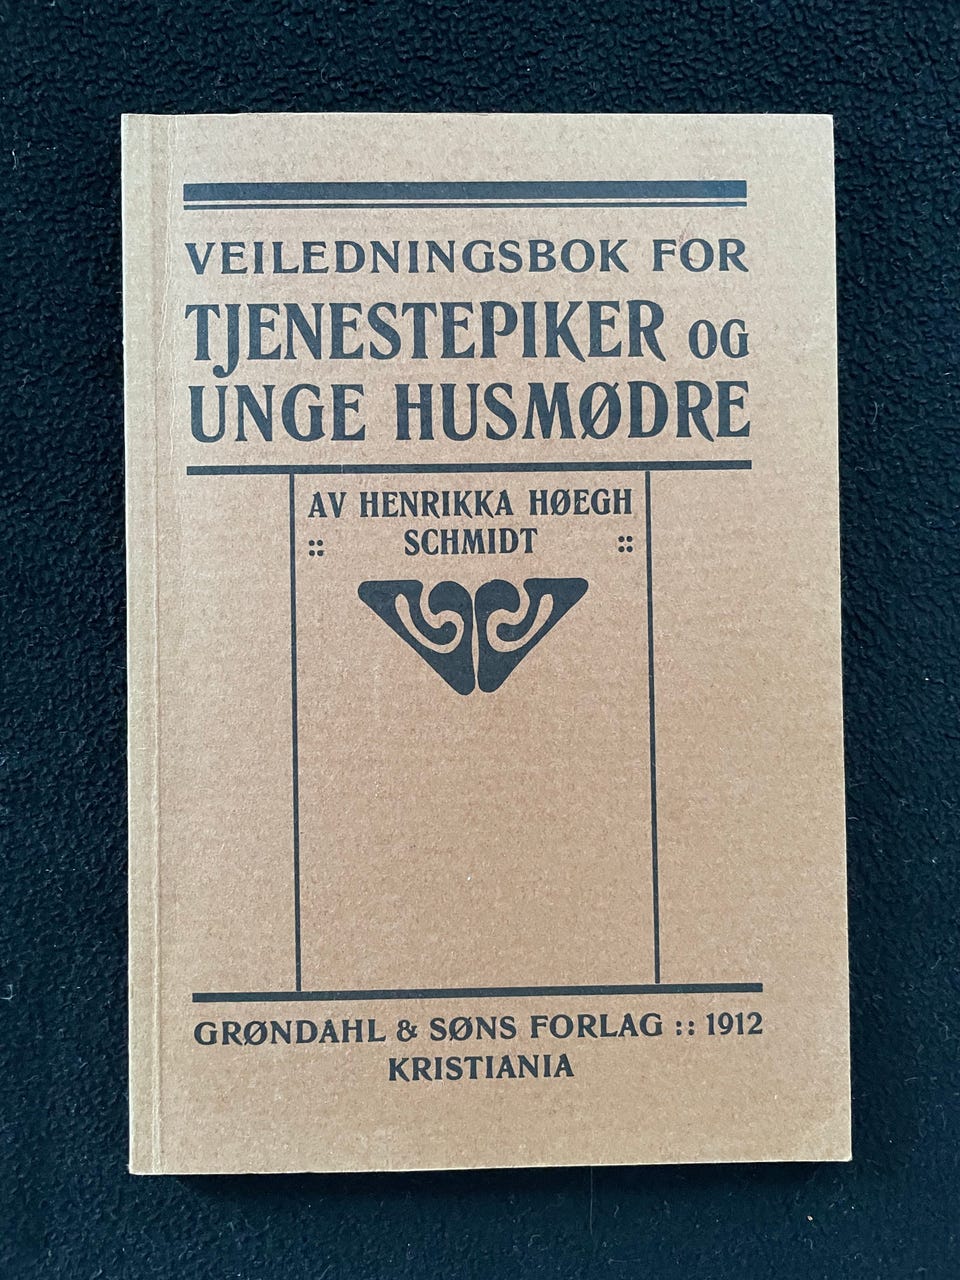 VEILEDNINGSBOK FOR
TJENESTEPIKER OG
UNGE HUSMØDRE
AV HENRIKKA HØEGH
:: SCHMIDT ::
GRØNDAHL & SØNS FORLAG :: 1912
KRISTIANIA